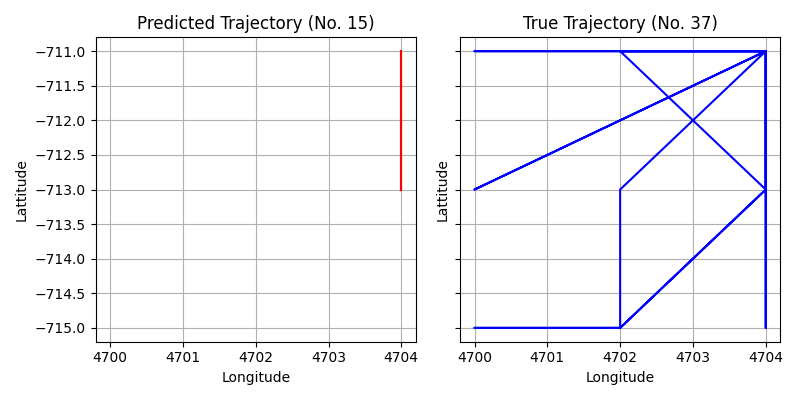 Predicted Trajectory (No. 15)
True Trajectory (No. 37)
Lattitude
−711.0
−711.5
−712.0
−712.5
−713.0
−713.5
−714.0
−714.5
−715.0
4700 4701 4702 4703 4704
Longitude
Lattitude
4700 4701 4702 4703 4704
Longitude